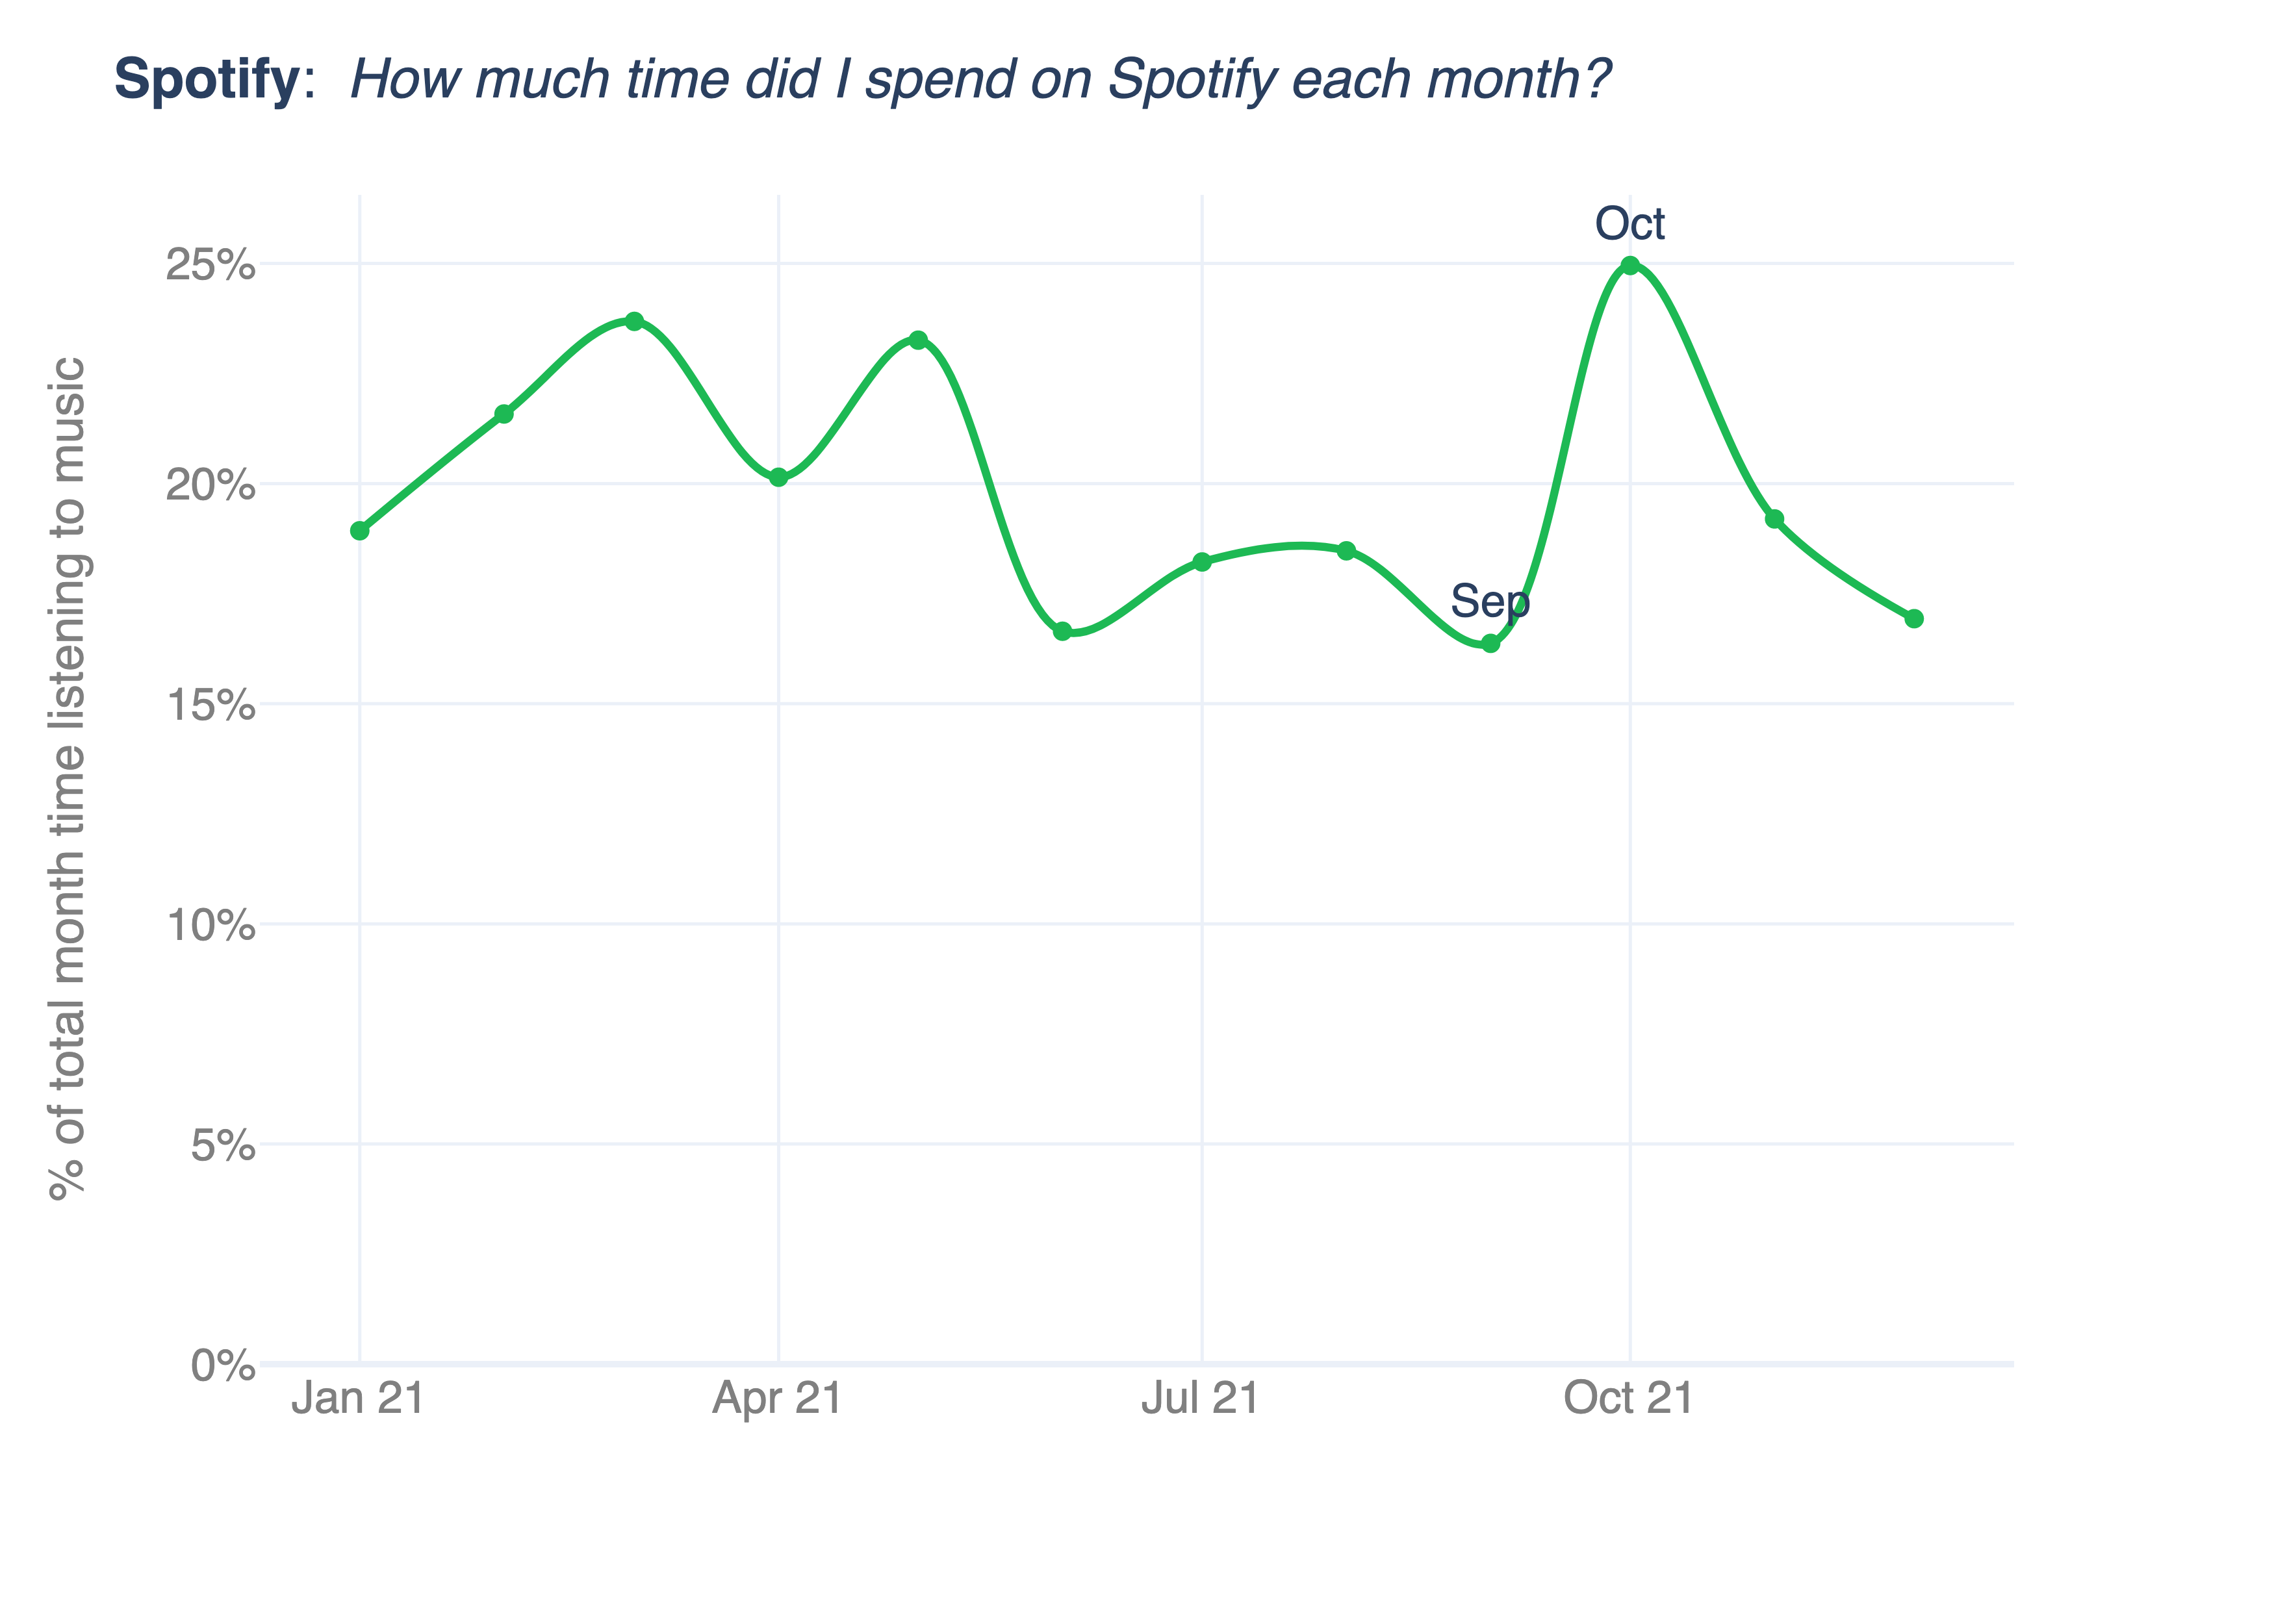 Spotify: How much time did I spend on Spotify each month?
% of total month time listening to music
25%
20%
15%
10%
5%
0%
Oct
Sep
Jan 21 Apr 21 Jul 21 Oct 21